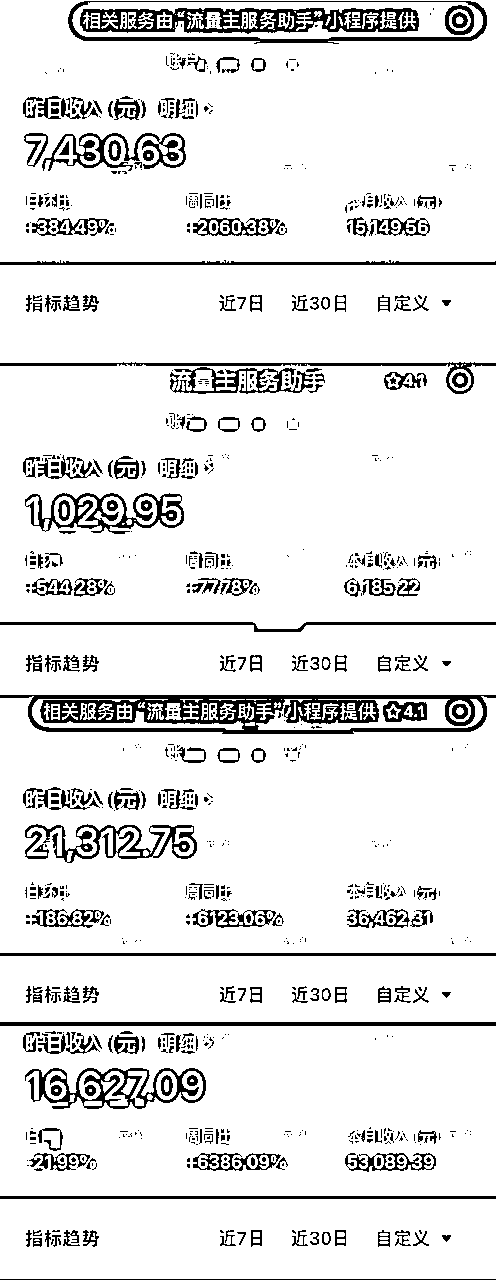 相关服务由“流量主服务助手”小程序提供
昨日收入 (元) 明细 >
7,430.63
日环比 周同比 月收入 (元)
+384.49% +2060.38% 15,149.56
指标趋势 近7日 近30日 自定义 ▼
流量主服务助手 ☆4.1
昨日收入 (元) 明细 >
1,029.95
日环 周同比 本月收入 (元)
+544.28% +77.78% 6,185.22
指标趋势 近7日 近30日 自定义 ▼
相关服务由“流量主服务助手”小程序提供 ☆4.1
昨日收入 (元) 明细 >
21,312.75
日环比 周同比 本月收入 (元)
+186.82% +6123.06% 36,462.31
指标趋势 近7日 近30日 自定义 ▼
昨日收入 (元) 明细 >
16,627.09
日 周同比 本月收入 (元)
-21.99% +6386.09% 53,089.39
指标趋势 近7日 近30日 自定义 ▼